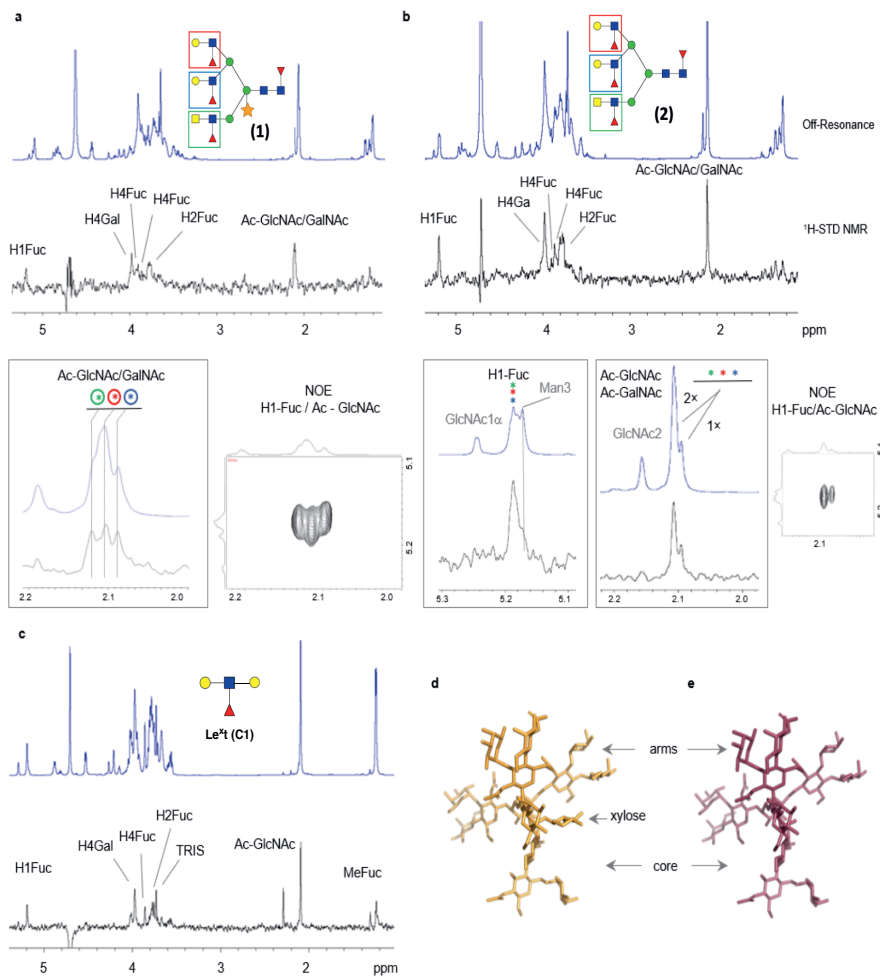 a
(1)
H4Fuc
H4Fuc
H4Gal
H2Fuc
Ac-GlcNAc/GalNAc
H1Fuc
5 4 3 2
b
(2)
Off-Resonance
Ac-GlcNAc/GalNAc
H4Fuc
H4Fuc
H4Ga
H2Fuc
H1Fuc
¹H-STD NMR
5 4 3 2 ppm
Ac-GlcNAc/GalNAc
* * *
2.2 2.1 2.0
NOE
H1-Fuc / Ac - GlcNAc
5.1
5.2
2.2 2.1 2.0
H1-Fuc
*
*
*
Man3
GlcNAc1α
5.3 5.2 5.1
Ac-GlcNAc
Ac-GalNAc
* * *
2×
1×
GlcNAc2
2.2 2.1 2.0
NOE
H1-Fuc/Ac-GlcNAc
2.1
c
Leˣt (C1)
H2Fuc
H4Fuc
H4Gal
TRIS
Ac-GlcNAc
H1Fuc
MeFuc
5 4 3 2 ppm
d
e
arms
xylose
core